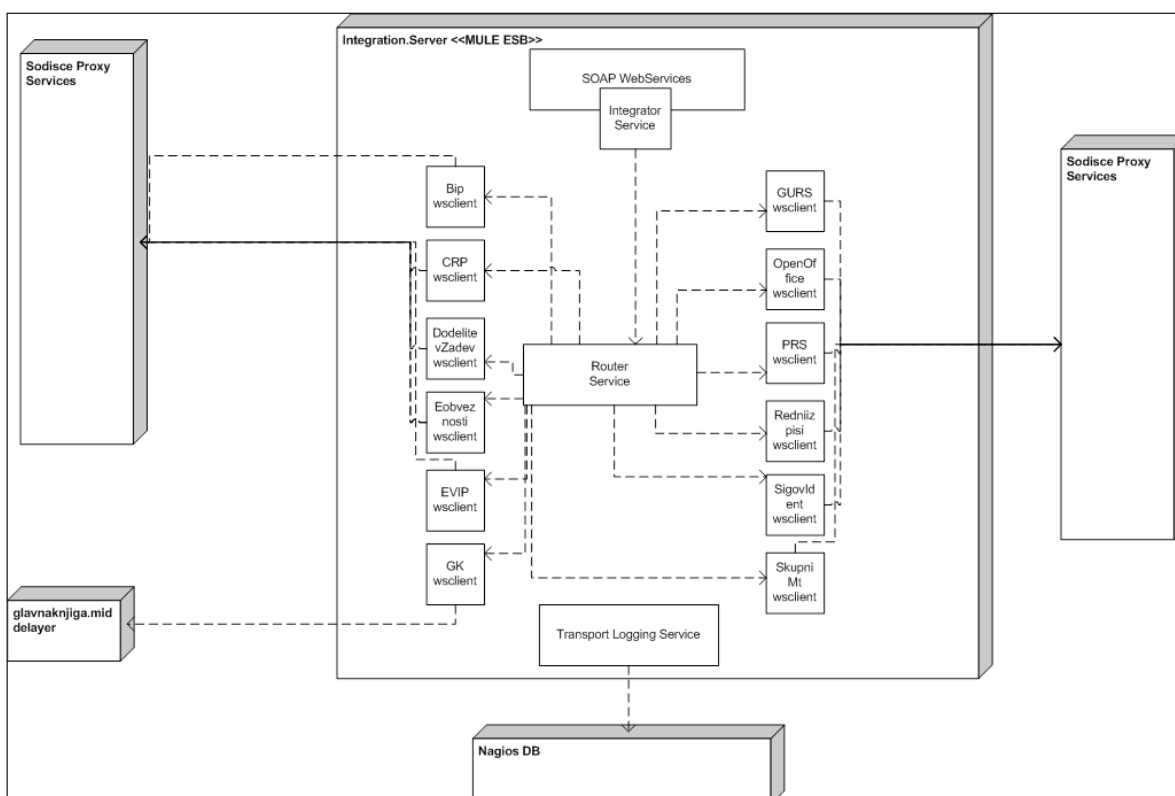 Sodisce Proxy
Services
Integration.Server <<MULE ESB>>
SOAP WebServices
Integrator
Service
Sodisce Proxy
Services
Bip
wsclient
CRP
wsclient
Dodelite
vZadev
wsclient
Eobvez
nosti
wsclient
EVIP
wsclient
GK
wsclient
Router
Service
GURS
wsclient
OpenOf
fice
wsclient
PRS
wsclient
Redniiz
pisi
wsclient
SigovId
ent
wsclient
Skupni
Mt
wsclient
glavnaknjiga.mid
delayer
Transport Logging Service
Nagios DB